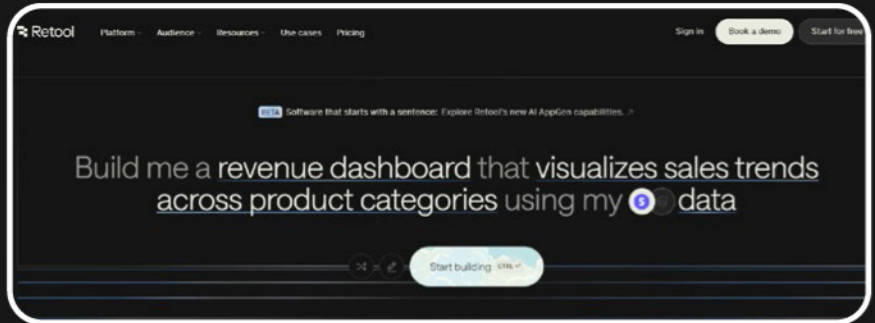 Retool Platform Audience Resources Use cases Pricing Sign in Book a demo Start for free
BETA Software that starts with a sentence: Explore Retool's new AI AppGen capabilities. ↗
Build me a revenue dashboard that visualizes sales trends
across product categories using my S data
Start building CTRL ↵